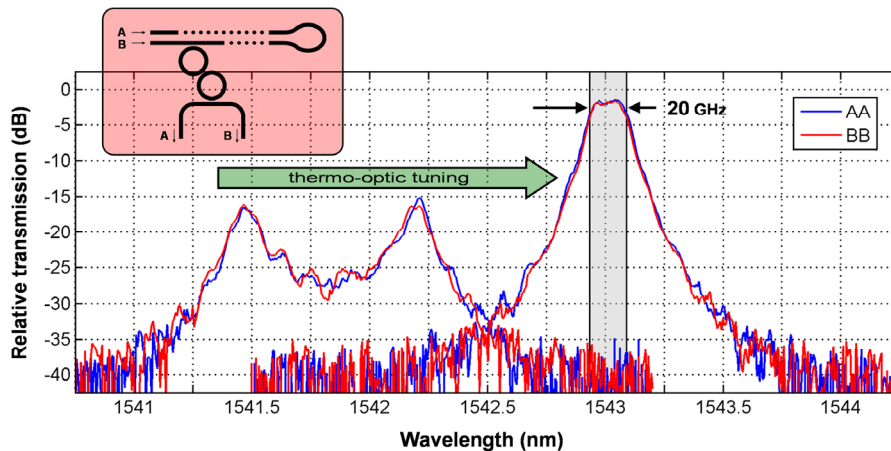 A
B
A
B
Relative transmission (dB)
0
-5
-10
-15
-20
-25
-30
-35
-40
20 GHz
AA
BB
thermo-optic tuning
1541
1541.5
1542
1542.5
1543
1543.5
1544
Wavelength (nm)